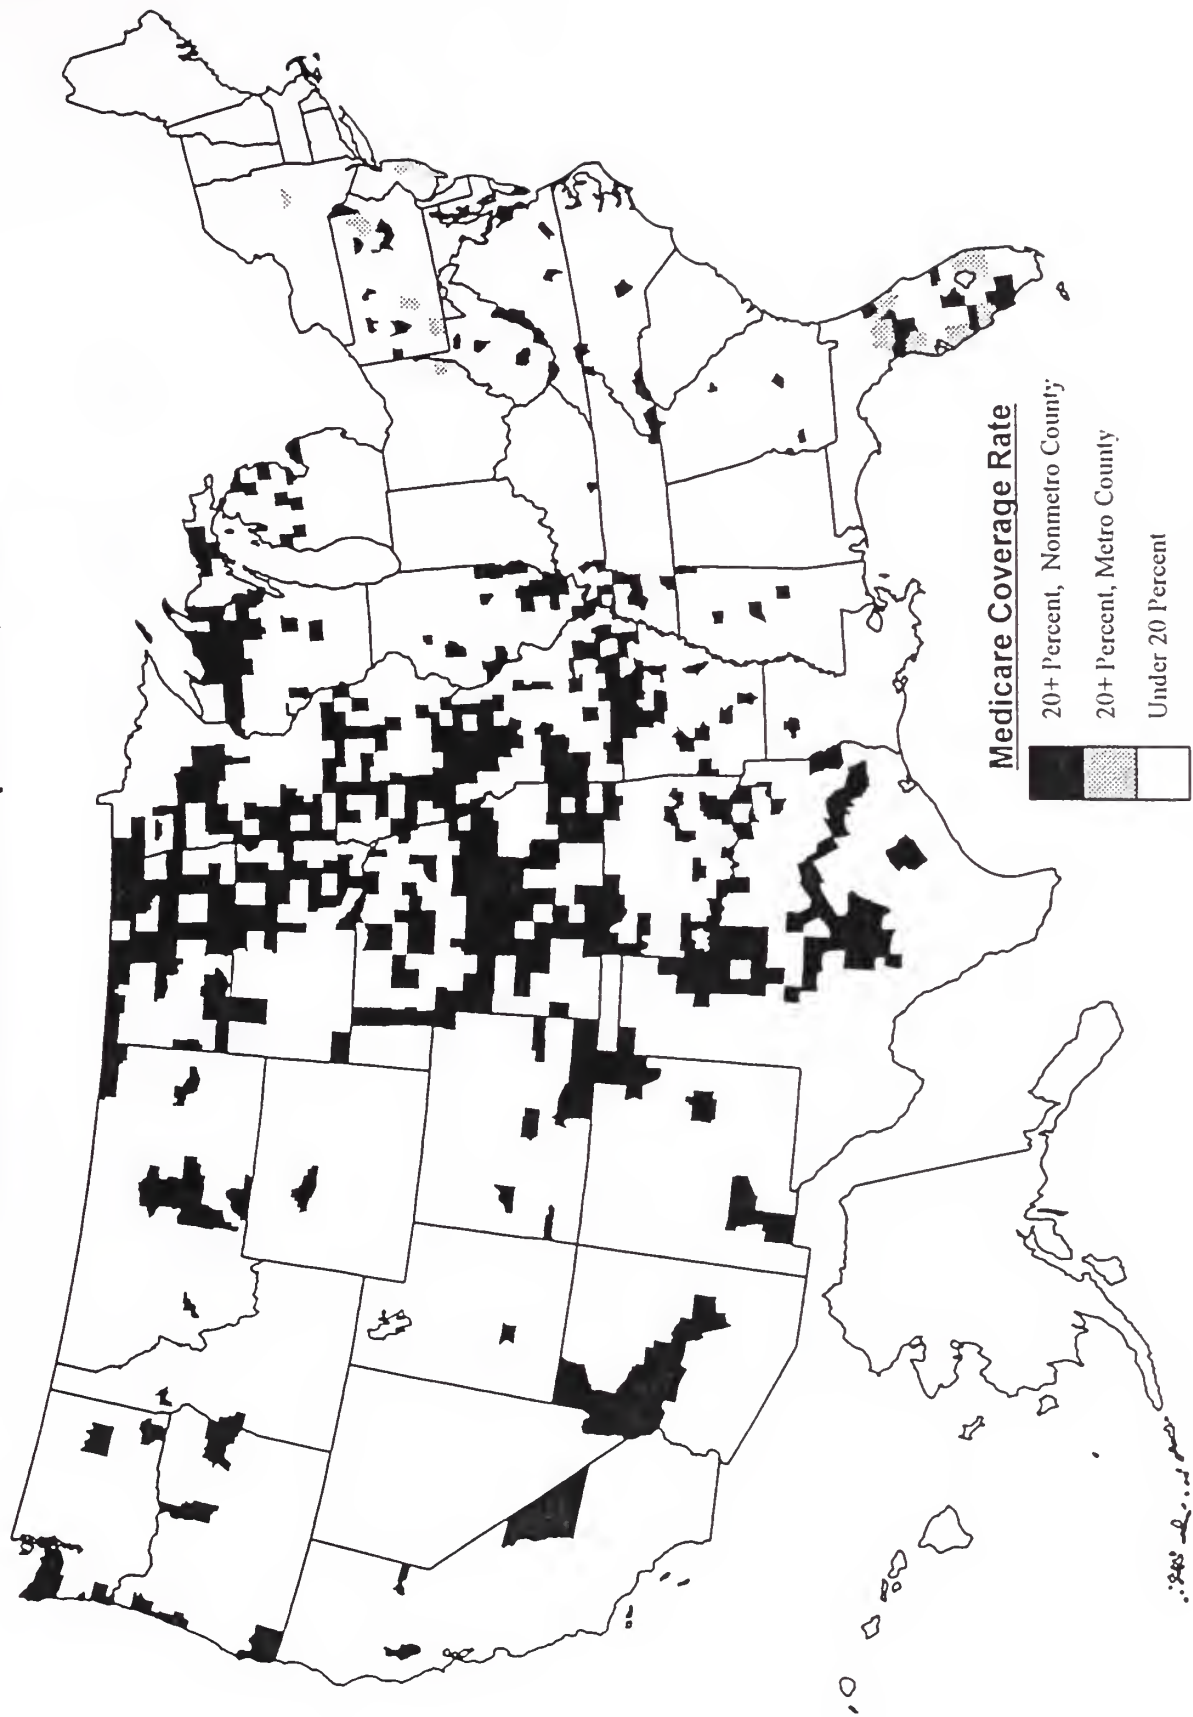 Medicare Coverage Rate
20+ Percent, Nonmetro County
20+ Percent, Metro County
Under 20 Percent